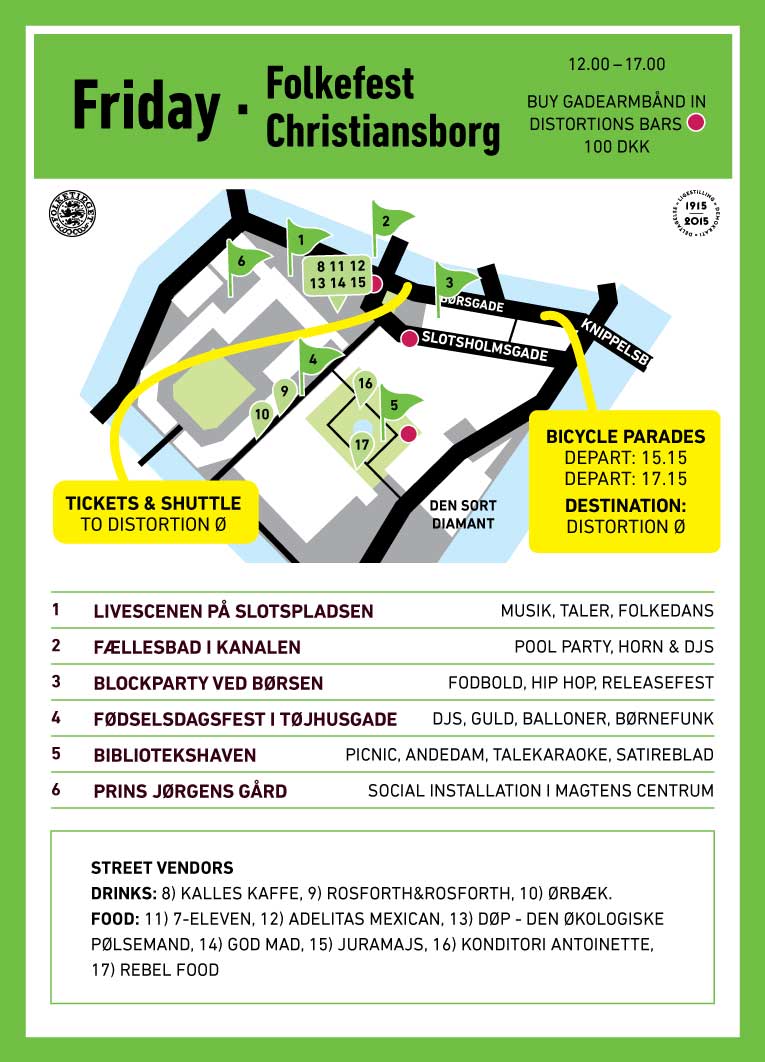 Friday · Folkefest
Christiansborg
12.00 – 17.00
BUY GADEARMBÅND IN
DISTORTIONS BARS
100 DKK
FOLKETINGET
LIGESTILLING • DEMOKRATI • DELTAGELSE •
1915
2015
1
2
3
4
5
6
8 11 12
13 14 15
9
10
16
17
BØRSGADE
SLOTSHOLMSGADE
KNIPPELSB
DEN SORT
DIAMANT
TICKETS & SHUTTLE
TO DISTORTION Ø
BICYCLE PARADES
DEPART: 15.15
DEPART: 17.15
DESTINATION:
DISTORTION Ø
1 LIVESCENEN PÅ SLOTSPLADSEN MUSIK, TALER, FOLKEDANS
2 FÆLLESBAD I KANALEN POOL PARTY, HORN & DJS
3 BLOCKPARTY VED BØRSEN FODBOLD, HIP HOP, RELEASEFEST
4 FØDSELSDAGSFEST I TØJHUSGADE DJS, GULD, BALLONER, BØRNEFUNK
5 BIBLIOTEKSHAVEN PICNIC, ANDEDAM, TALEKARAOKE, SATIREBLAD
6 PRINS JØRGENS GÅRD SOCIAL INSTALLATION I MAGTENS CENTRUM
STREET VENDORS
DRINKS: 8) KALLES KAFFE, 9) ROSFORTH&ROSFORTH, 10) ØRBÆK.
FOOD: 11) 7-ELEVEN, 12) ADELITAS MEXICAN, 13) DØP - DEN ØKOLOGISKE
PØLSEMAND, 14) GOD MAD, 15) JURAMAJS, 16) KONDITORI ANTOINETTE,
17) REBEL FOOD